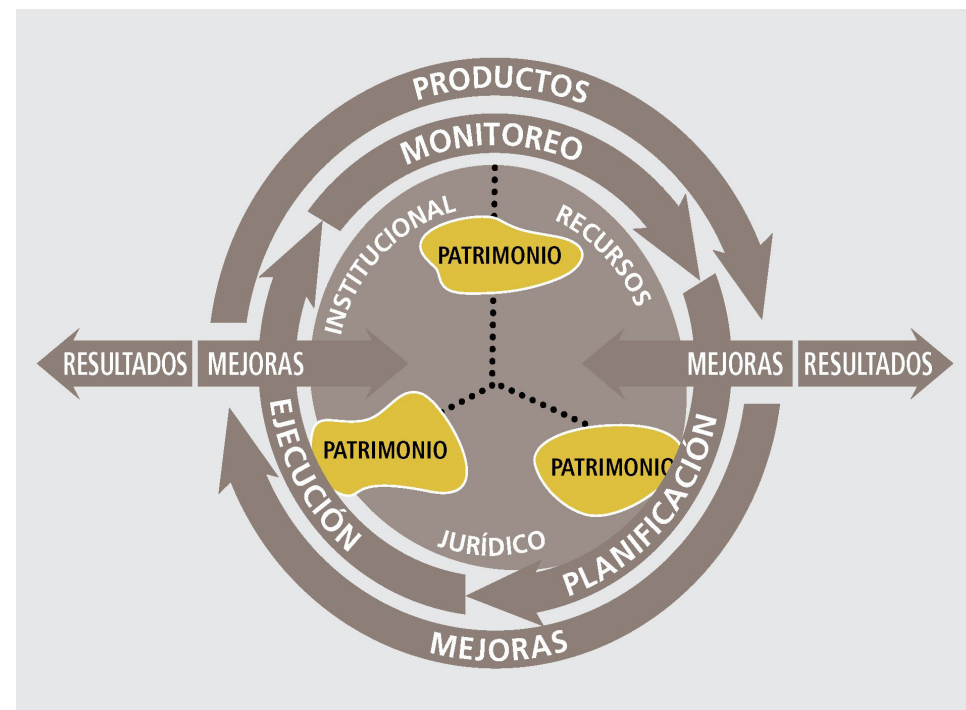 PRODUCTOS
MONITOREO
INSTITUCIONAL
RECURSOS
PATRIMONIO
RESULTADOS
MEJORAS
MEJORAS
RESULTADOS
EJECUCIÓN
PATRIMONIO
PATRIMONIO
PLANIFICACIÓN
JURÍDICO
MEJORAS